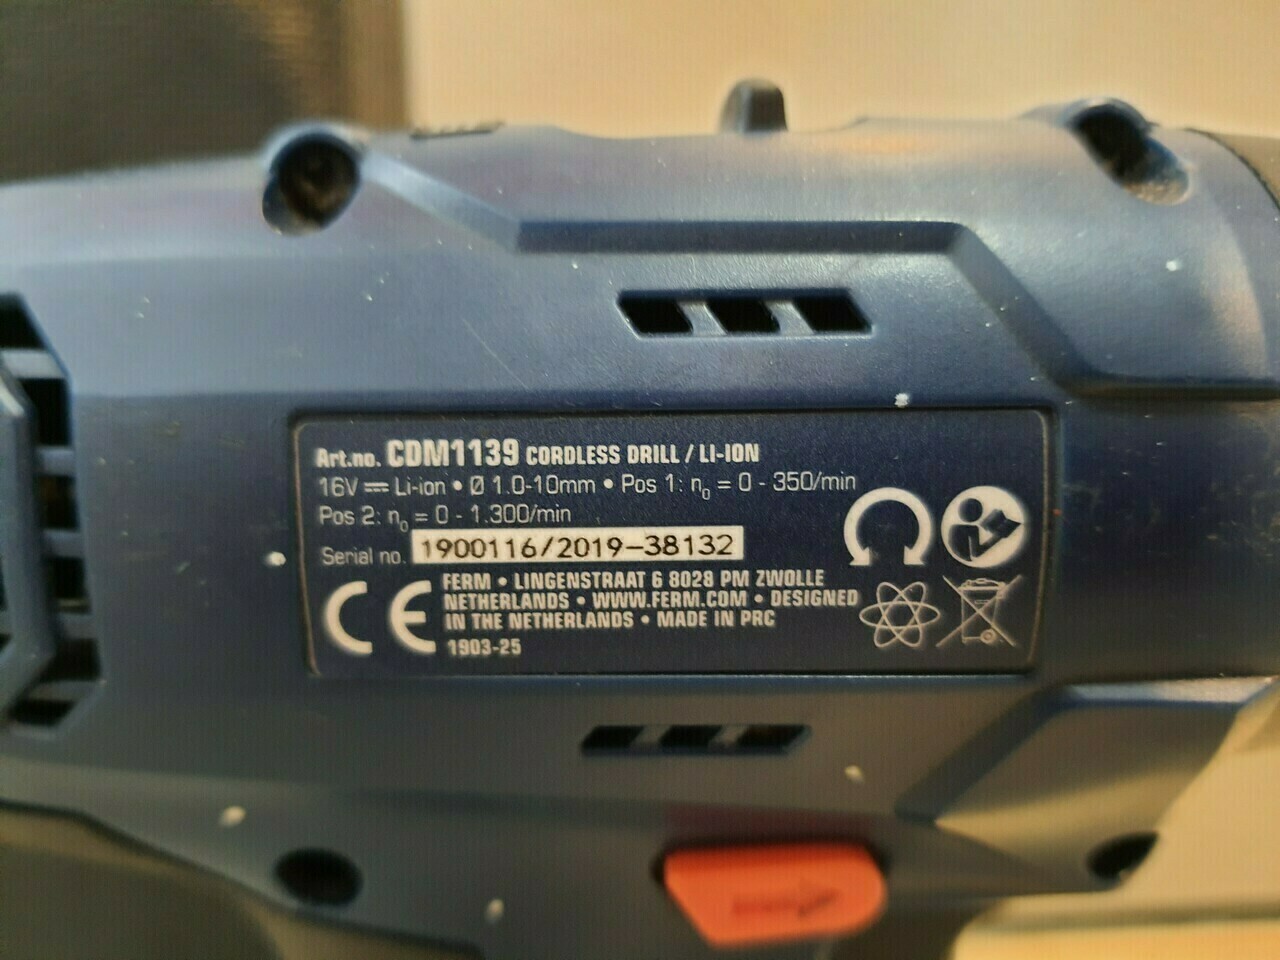 Art.no. CDM1139 CORDLESS DRILL / LI-ION
16V ⎓ Li-ion • Ø 1.0-10mm • Pos 1: n₀ = 0 - 350/min
Pos 2: n₀ = 0 - 1.300/min
Serial no. 1900116/2019-38132
FERM • LINGENSTRAAT 6 8028 PM ZWOLLE
NETHERLANDS • WWW.FERM.COM • DESIGNED
IN THE NETHERLANDS • MADE IN PRC
CE 1903-25